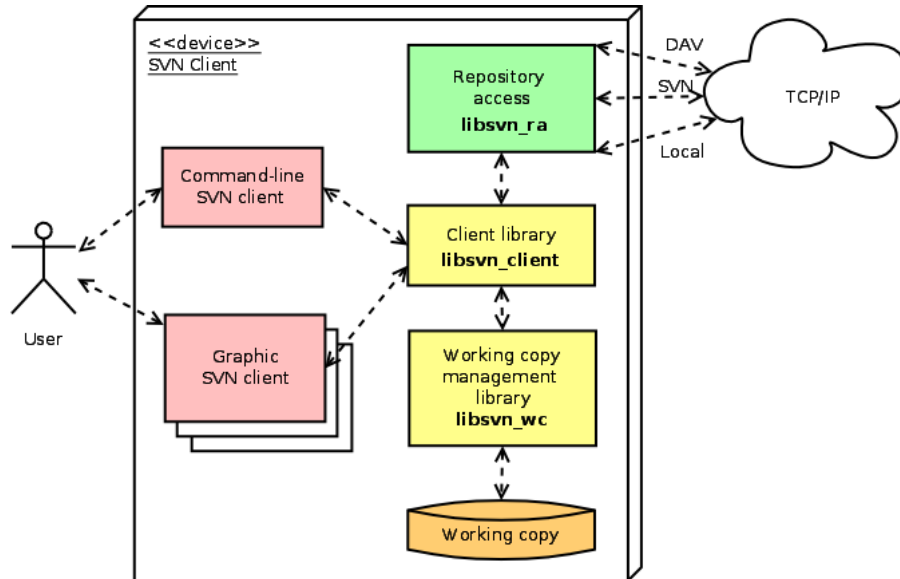 <<device>>
SVN Client
Repository
access
libsvn_ra
DAV
SVN
Local
TCP/IP
Command-line
SVN client
Client library
libsvn_client
User
Graphic
SVN client
Working copy
management
library
libsvn_wc
Working copy